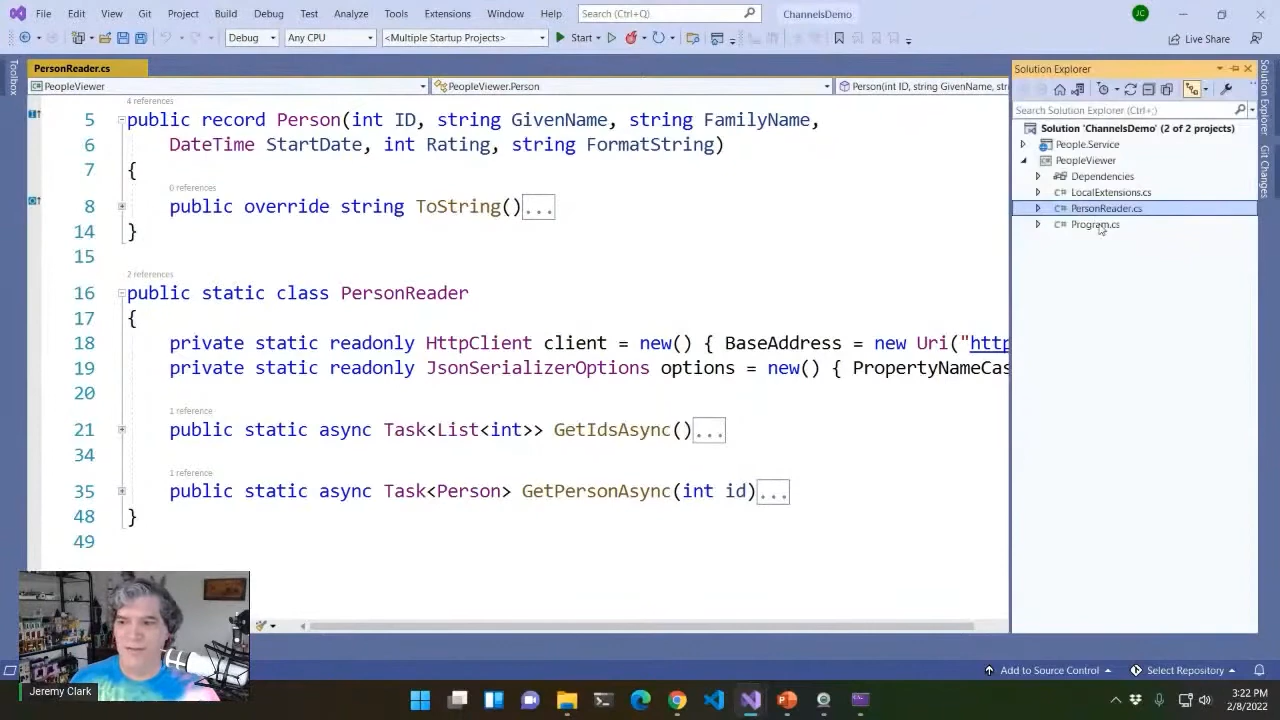 File Edit View Git Project Build Debug Test Analyze Tools Extensions Window Help Search (Ctrl+Q) ChannelsDemo JC
Debug Any CPU <Multiple Startup Projects> Start Live Share
Toolbox
PersonReader.cs
PeopleViewer PeopleViewer.Person Person(int ID, string GivenName, strin
4 references
5 public record Person(int ID, string GivenName, string FamilyName,
6 DateTime StartDate, int Rating, string FormatString)
7 {
0 references
8 public override string ToString()...
14 }
15
2 references
16 public static class PersonReader
17 {
18 private static readonly HttpClient client = new() { BaseAddress = new Uri("http
19 private static readonly JsonSerializerOptions options = new() { PropertyNameCas
20
1 reference
21 public static async Task<List<int>> GetIdsAsync()...
34
1 reference
35 public static async Task<Person> GetPersonAsync(int id)...
48 }
49
Solution Explorer
Search Solution Explorer (Ctrl+;)
Solution 'ChannelsDemo' (2 of 2 projects)
People.Service
PeopleViewer
Dependencies
C# LocalExtensions.cs
C# PersonReader.cs
C# Program.cs
Solution Explorer
Git Changes
Add to Source Control Select Repository
Jeremy Clark
3:22 PM
2/8/2022